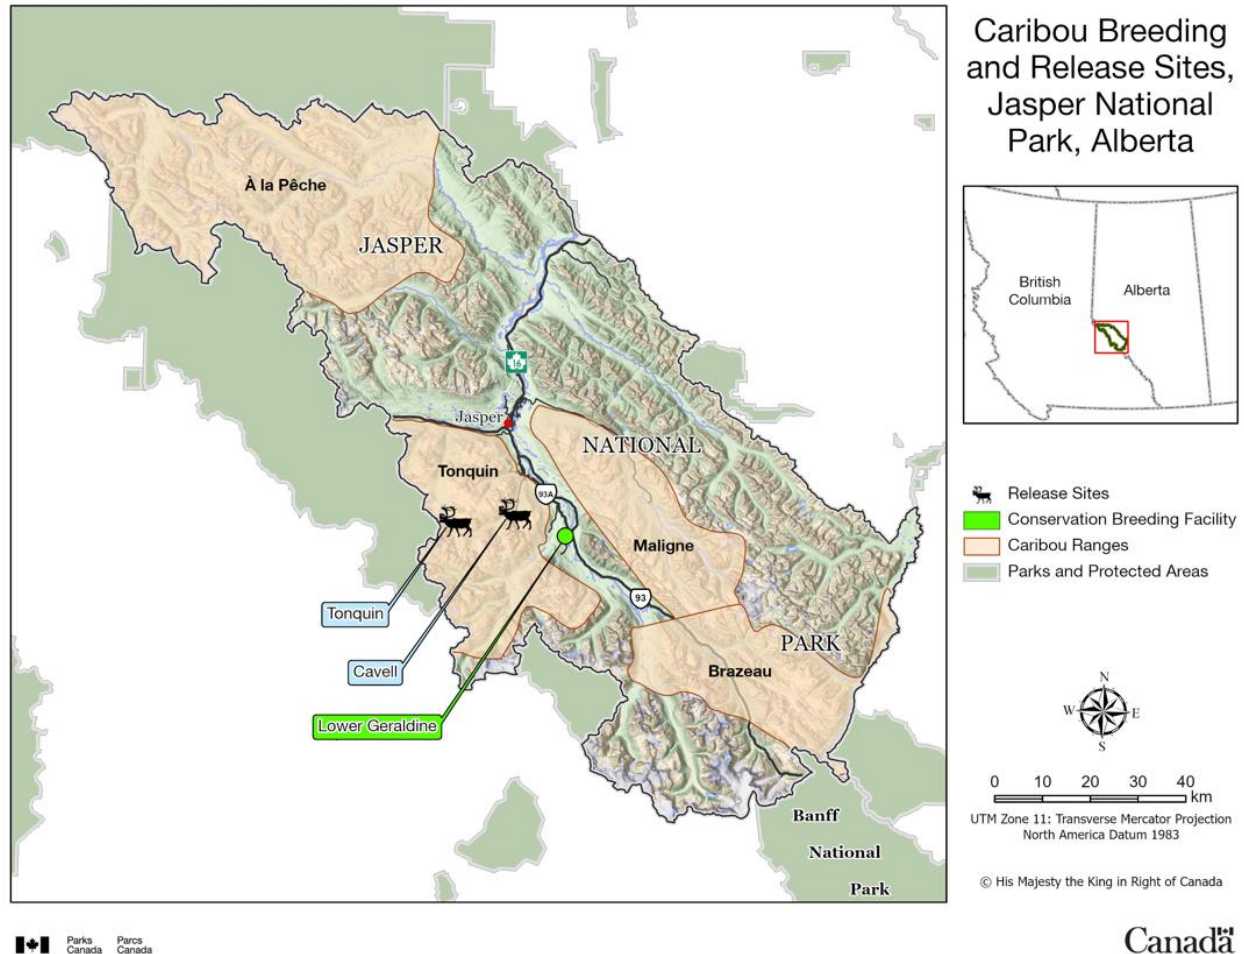 Caribou Breeding
and Release Sites,
Jasper National
Park, Alberta
À la Pêche
JASPER
16
Jasper
NATIONAL
Tonquin
93A
Maligne
93
Tonquin
PARK
Cavell
Brazeau
Lower Geraldine
Banff
National
Park
British
Columbia
Alberta
Release Sites
Conservation Breeding Facility
Caribou Ranges
Parks and Protected Areas
N
W E
S
0 10 20 30 40
km
UTM Zone 11: Transverse Mercator Projection
North America Datum 1983
© His Majesty the King in Right of Canada
Parks Parcs
Canada Canada
Canada